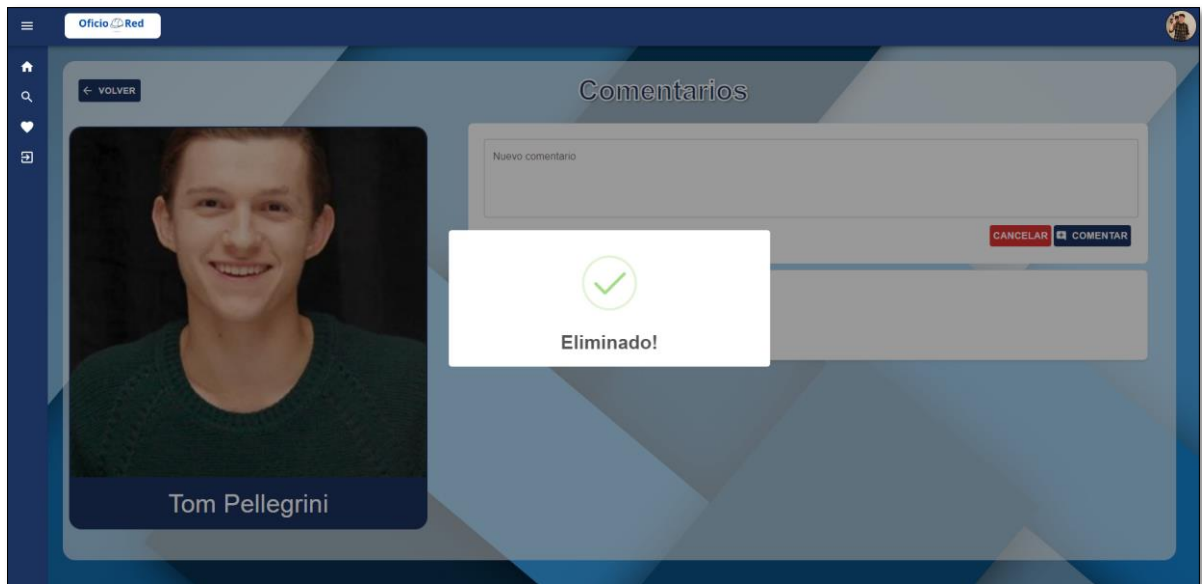 Oficio Red
VOLVER
Comentarios
Nuevo comentario
CANCELAR
COMENTAR
Eliminado!
Tom Pellegrini